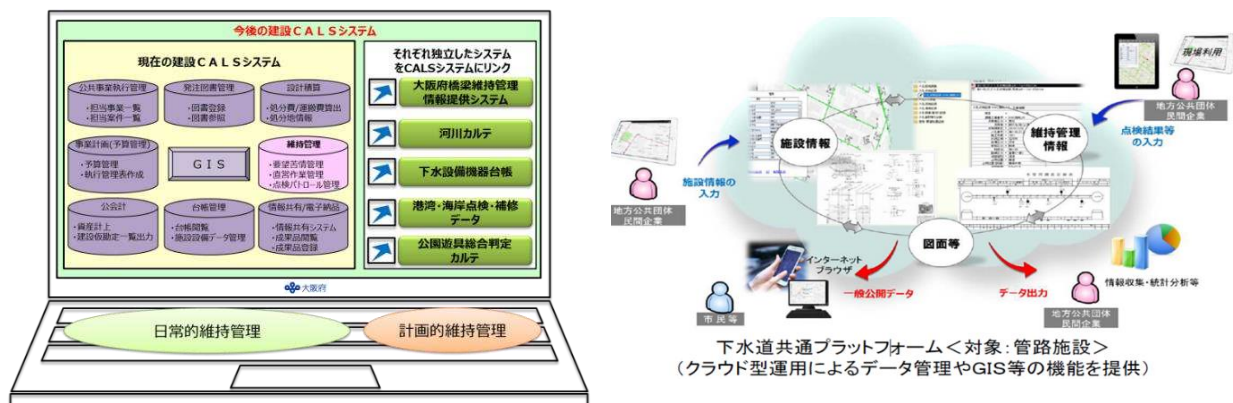 今後の建設CALSシステム
現在の建設CALSシステム
公共事業執行管理
・担当事業一覧
・担当案件一覧
発注図書管理
・図書登録
・図書参照
設計積算
・処分費/運搬費算出
・処分地情報
事業計画(予算管理)
・予算管理
・執行管理表作成
GIS
維持管理
・要望苦情管理
・直営作業管理
・点検パトロール管理
公会計
・資産計上
・建設仮勘定一覧出力
台帳管理
・台帳閲覧
・施設設備データ管理
情報共有/電子納品
・情報共有システム
・成果品閲覧
・成果品登録
それぞれ独立したシステム
をCALSシステムにリンク
大阪府橋梁維持管理
情報提供システム
河川カルテ
下水設備機器台帳
港湾・海岸点検・補修
データ
公園遊具総合判定
カルテ
大阪府
日常的維持管理
計画的維持管理
現場利用
地方公共団体
民間企業
点検結果等
の入力
施設情報
維持管理
情報
施設情報の
入力
地方公共団体
民間企業
図面等
インターネット
ブラウザ
一般公開データ
データ出力
情報収集・統計分析等
市民等
地方公共団体
民間企業
下水道共通プラットフォーム<対象:管路施設>
(クラウド型運用によるデータ管理やGIS等の機能を提供)